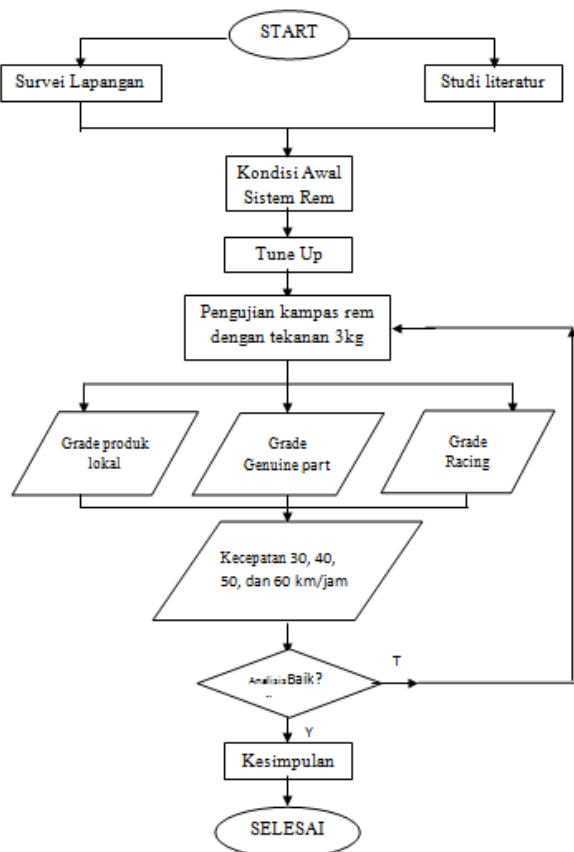 START
Survei Lapangan
Studi literatur
Kondisi Awal
Sistem Rem
Tune Up
Pengujian kampas rem
dengan tekanan 3kg
Grade produk
lokal
Grade
Genuine part
Grade
Racing
Kecepatan 30, 40,
50, dan 60 km/jam
Analisis Baik?
T
Y
Kesimpulan
SELESAI